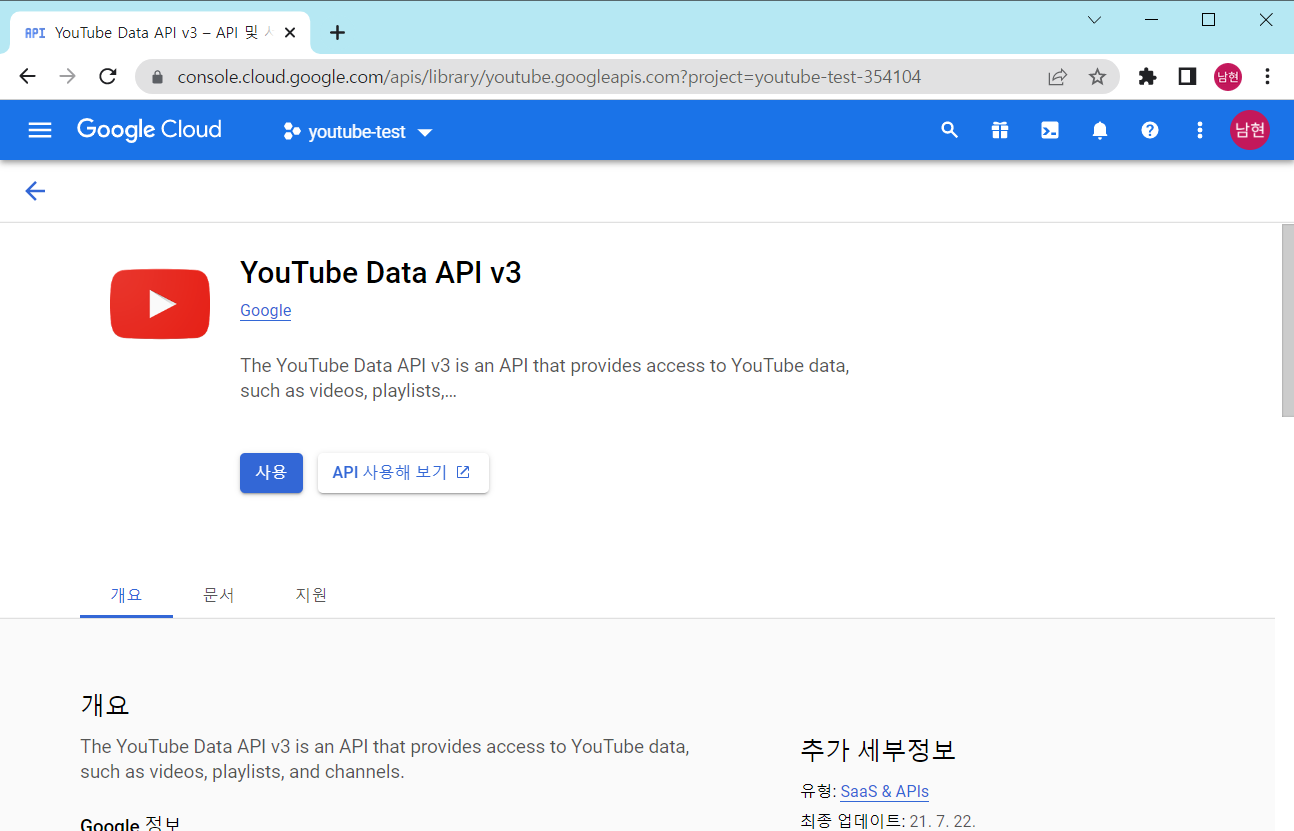 API YouTube Data API v3 – API 및
console.cloud.google.com/apis/library/youtube.googleapis.com?project=youtube-test-354104
남현
Google Cloud
youtube-test
남현
YouTube Data API v3
Google
The YouTube Data API v3 is an API that provides access to YouTube data,
such as videos, playlists,...
사용
API 사용해 보기
개요
문서
지원
개요
The YouTube Data API v3 is an API that provides access to YouTube data,
such as videos, playlists, and channels.
Google 정보
추가 세부정보
유형: SaaS & APIs
최종 업데이트: 21. 7. 22.